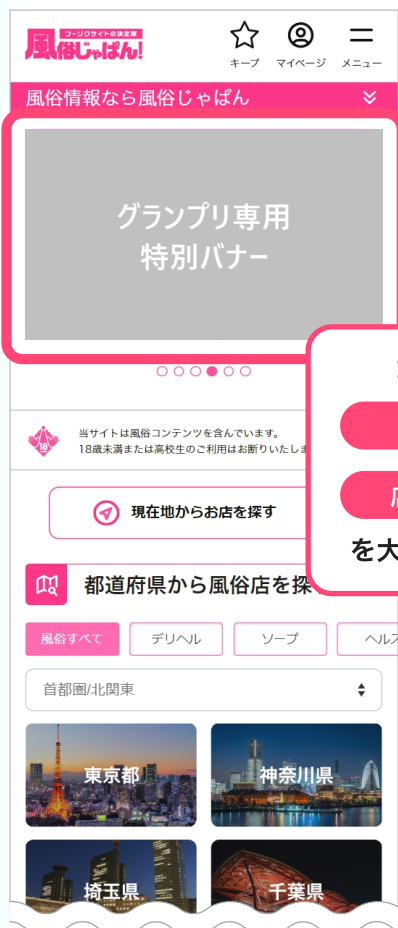 フーゾクサイトの決定版
風俗じゃぱん!
キープ
マイページ
メニュー
風俗情報なら風俗じゃぱん
グランプリ専用
特別バナー
18
当サイトは風俗コンテンツを含んでいます。
18歳未満または高校生のご利用はお断りいたしま
現在地からお店を探す
を大
都道府県から風俗店を探
風俗すべて
デリヘル
ソープ
ヘルス
首都圏/北関東
東京都
神奈川県
埼玉県
千葉県